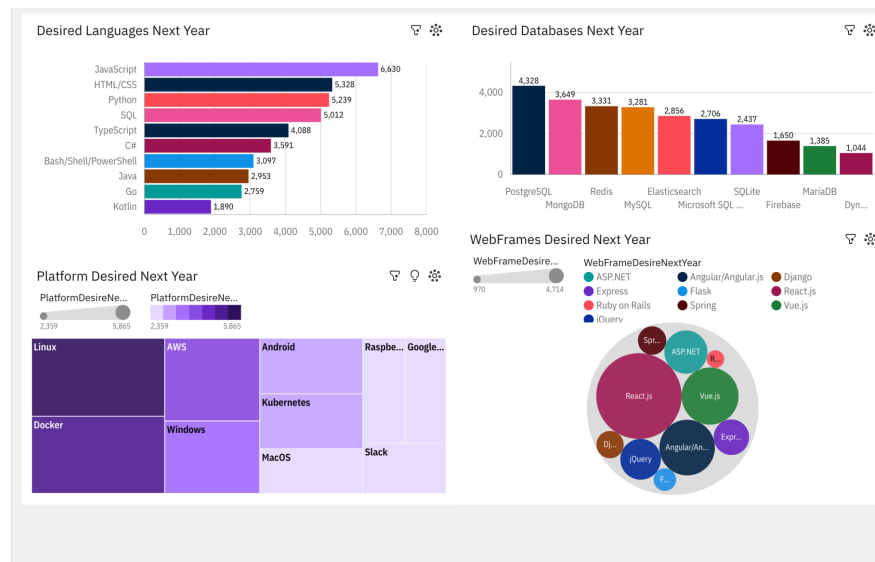 Desired Languages Next Year
JavaScript
6,630
HTML/CSS
5,328
Python
5,239
SQL
5,012
TypeScript
4,088
C#
3,591
Bash/Shell/PowerShell
3,097
Java
2,953
Go
2,759
Kotlin
1,890
0 1,000 2,000 3,000 4,000 5,000 6,000 7,000 8,000
Desired Databases Next Year
4,000
2,000
0
4,328
3,649
3,331
3,281
2,856
2,706
2,437
1,650
1,385
1,044
PostgreSQL Redis Elasticsearch SQLite MariaDB
MongoDB MySQL Microsoft SQL ... Firebase Dyn...
Platform Desired Next Year
PlatformDesireNe... PlatformDesireNe...
2,359 5,865 2,359 5,865
Linux
AWS
Android
Raspbe...
Google...
Kubernetes
Docker
Windows
MacOS
Slack
WebFrames Desired Next Year
WebFrameDesire...
970 4,714
WebFrameDesireNextYear
ASP.NET Angular/Angular.js Django
Express Flask React.js
Ruby on Rails Spring Vue.js
jQuery
Spr...
ASP.NET
R...
React.js
Vue.js
Dj...
jQuery
Angular/An...
Expr...
F...